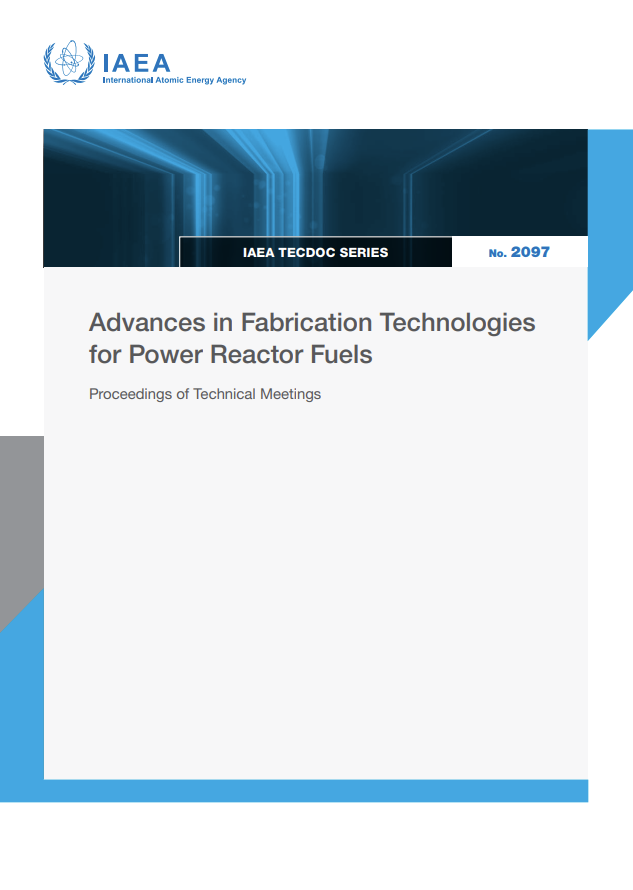 IAEA
International Atomic Energy Agency
IAEA TECDOC SERIES
No. 2097
Advances in Fabrication Technologies
for Power Reactor Fuels
Proceedings of Technical Meetings